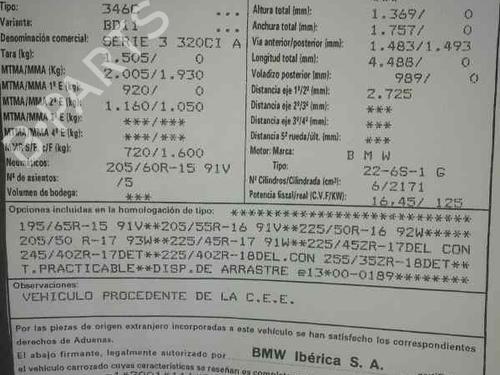 Tipo: 346C ***
Variante: BD11
Denominación comercial: SERIE 3 320CI A
Tara (kg): 1.505/ 0
MTMA/MMA (Kg): 2.005/1.930
MTMA/MMA 1º E (Kg): 920/ 0
MTMA/MMA 2º E (Kg): 1.160/1.050
MTMA/MMA 3º E (Kg): ***/***
MTMA/MMA 4º E (Kg): ***/***
720/1.600
Neumáticos: 205/60R-15 91V
Nº de asientos: /5
Volumen de bodega: ***
Altura total (mm): 1.369/ 0
Anchura total (mm): 1.757/ 0
Vía anterior/posterior (mm): 1.483/1.493
Longitud total (mm): 4.488/ 0
Voladizo posterior (mm): 989/ 0
Distancia eje 1º/2º (mm): 2.725
Distancia eje 2º/3º (mm): ***
Distancia eje 3º/4º (mm): ***
Distancia 5ª rueda/últ. (mm): ***
Motor: Marca: B M W
Tipo: 22-6S-1 G
Nº Cilindros/Cilindrada (cm³): 6/2171
Potencia fiscal/real (C.V.F/KW): 16.45/ 125
Opciones incluidas en la homologación de tipo: ************************
195/65R-15 91V**205/55R-16 91V**225/50R-16 92W*****
205/50 R-17 93W**225/45R-17 91W**225/45ZR-17DEL CON
245/40ZR-17DET**225/40ZR-18DEL.CON 255/35ZR-18DET**
T.PRACTICABLE**DISP.DE ARRASTRE e13*00-0189*******
Observaciones:
VEHICULO PROCEDENTE DE LA C.E.E.
Por las piezas de origen extranjero incorporadas a este vehículo se han satisfecho los correspondientes
derechos de Aduanas.
El abajo firmante, legalmente autorizado por BMW Ibérica S. A.
el vehículo carrozado cuyas características se reseñan es completamente